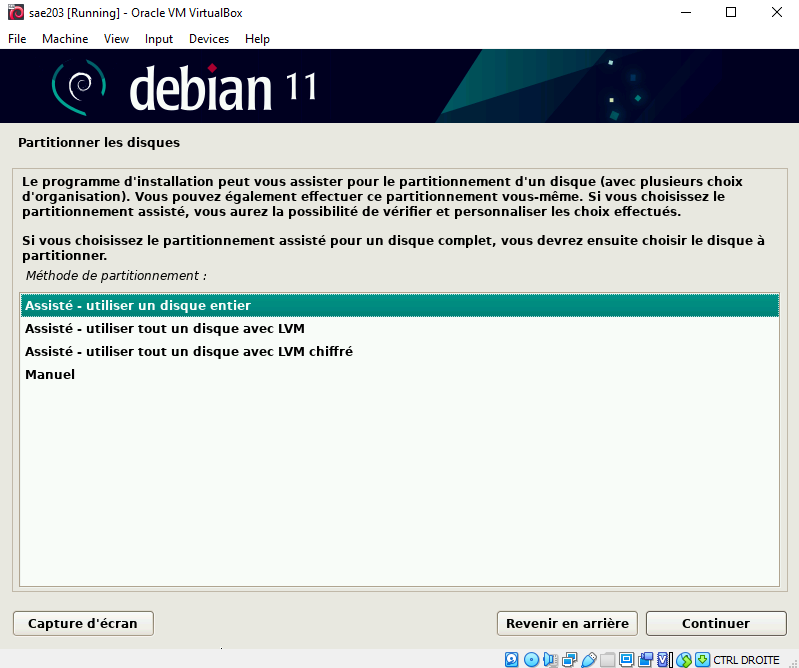 sae203 [Running] - Oracle VM VirtualBox
File Machine View Input Devices Help
debian 11
Partitionner les disques
Le programme d'installation peut vous assister pour le partitionnement d'un disque (avec plusieurs choix
d'organisation). Vous pouvez également effectuer ce partitionnement vous-même. Si vous choisissez le
partitionnement assisté, vous aurez la possibilité de vérifier et personnaliser les choix effectués.
Si vous choisissez le partitionnement assisté pour un disque complet, vous devrez ensuite choisir le disque à
partitionner.
Méthode de partitionnement :
Assisté - utiliser un disque entier
Assisté - utiliser tout un disque avec LVM
Assisté - utiliser tout un disque avec LVM chiffré
Manuel
Capture d'écran Revenir en arrière Continuer
CTRL DROITE